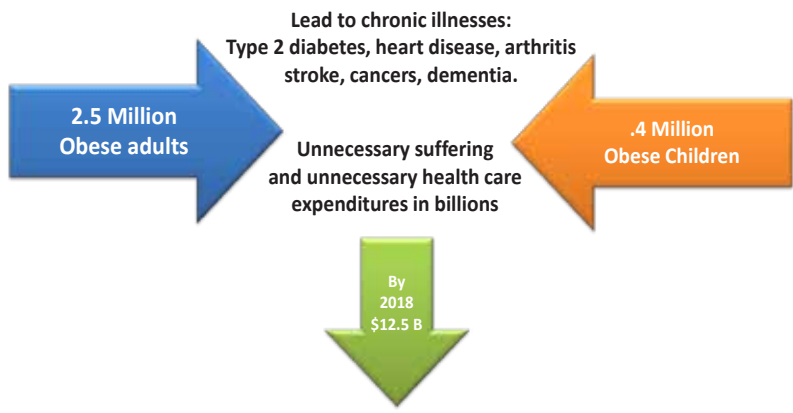 Lead to chronic illnesses:
Type 2 diabetes, heart disease, arthritis
stroke, cancers, dementia.
2.5 Million
Obese adults
.4 Million
Obese Children
Unnecessary suffering
and unnecessary health care
expenditures in billions
By
2018
$12.5 B